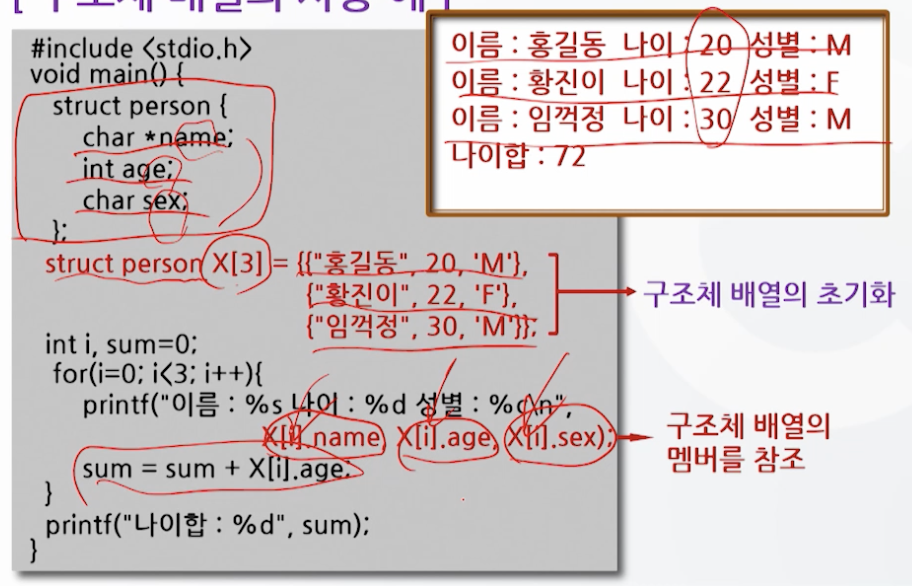 #include <stdio.h>
void main() {
struct person {
char *name;
int age;
char sex;
};
struct person X[3] = {{"홍길동", 20, 'M'},
{"황진이", 22, 'F'},
{"임꺽정", 30, 'M'}};
int i, sum=0;
for(i=0; i<3; i++){
printf("이름 : %s 나이 : %d 성별 : %c\n",
X[i].name, X[i].age, X[i].sex);
sum = sum + X[i].age;
}
printf("나이합 : %d", sum);
}
이름 : 홍길동 나이 : 20 성별 : M
이름 : 황진이 나이 : 22 성별 : F
이름 : 임꺽정 나이 : 30 성별 : M
나이합 : 72
구조체 배열의 초기화
구조체 배열의
멤버를 참조